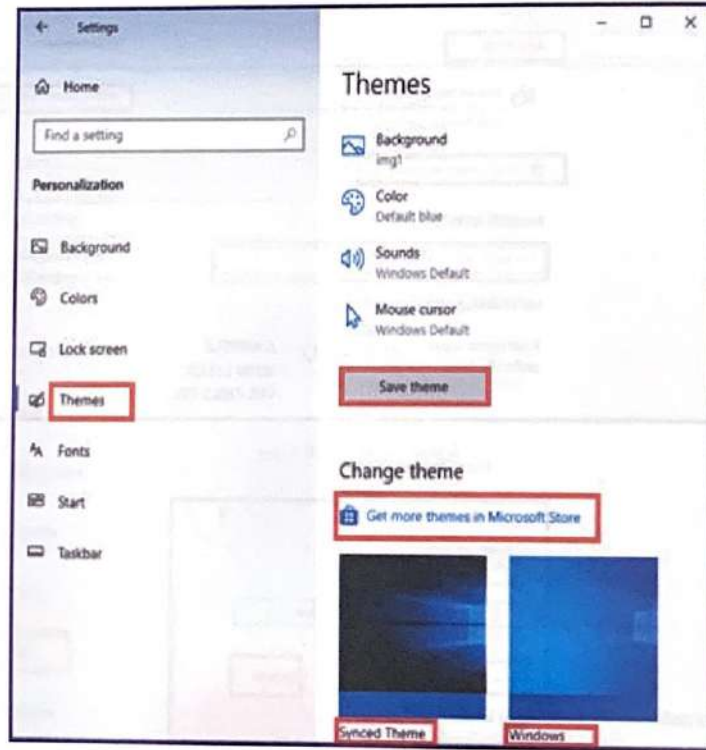 Settings
Home
Find a setting
Personalization
Background
Colors
Lock screen
Themes
Fonts
Start
Taskbar
Themes
Background
img1
Color
Default blue
Sounds
Windows Default
Mouse cursor
Windows Default
Save theme
Change theme
Get more themes in Microsoft Store
Synced Theme
Windows